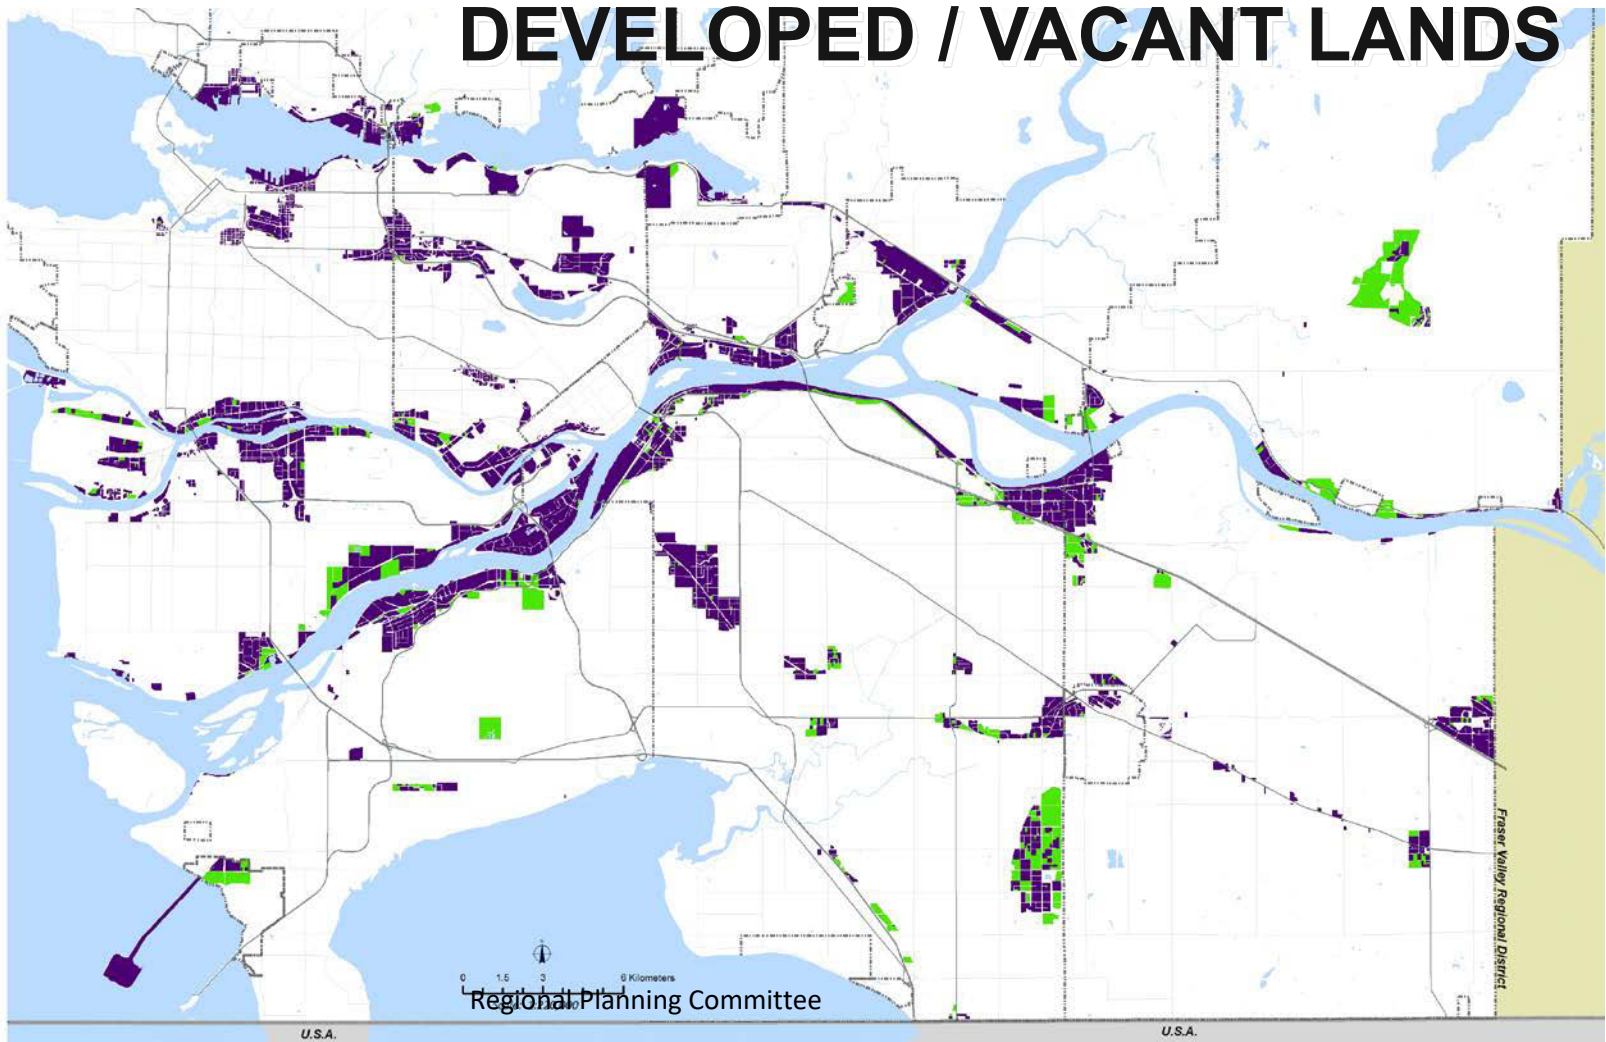 DEVELOPED / VACANT LANDS
Fraser Valley Regional District
0 1.5 3 6 Kilometers
Regional Planning Committee
U.S.A.
U.S.A.